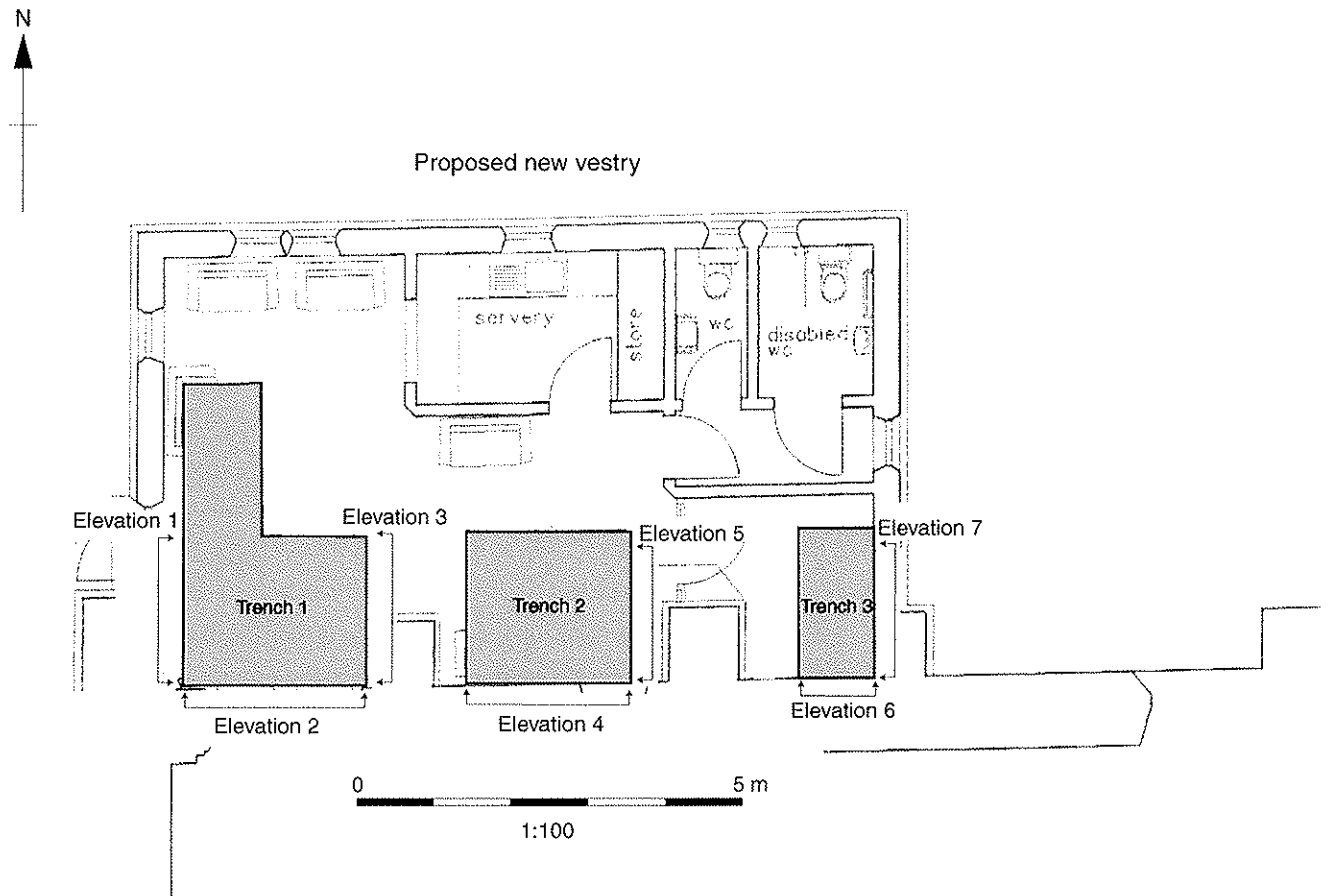 N
Proposed new vestry
servery
store
wc
disabled
wc
Elevation 1
Elevation 3
Elevation 5
Elevation 7
Trench 1
Trench 2
Trench 3
Elevation 2
Elevation 4
Elevation 6
0
5 m
1:100